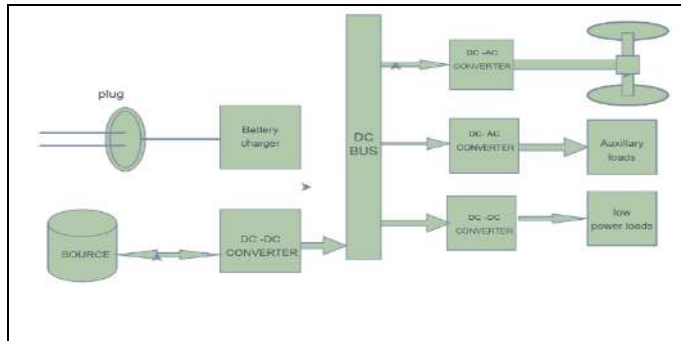 plug
Battery
charger
SOURCE
DC -DC
CONVERTER
DC
BUS
DC -AC
CONVERTER
DC- AC
CONVERTER
Auxillary
loads
DC -DC
CONVERTER
low
power loads